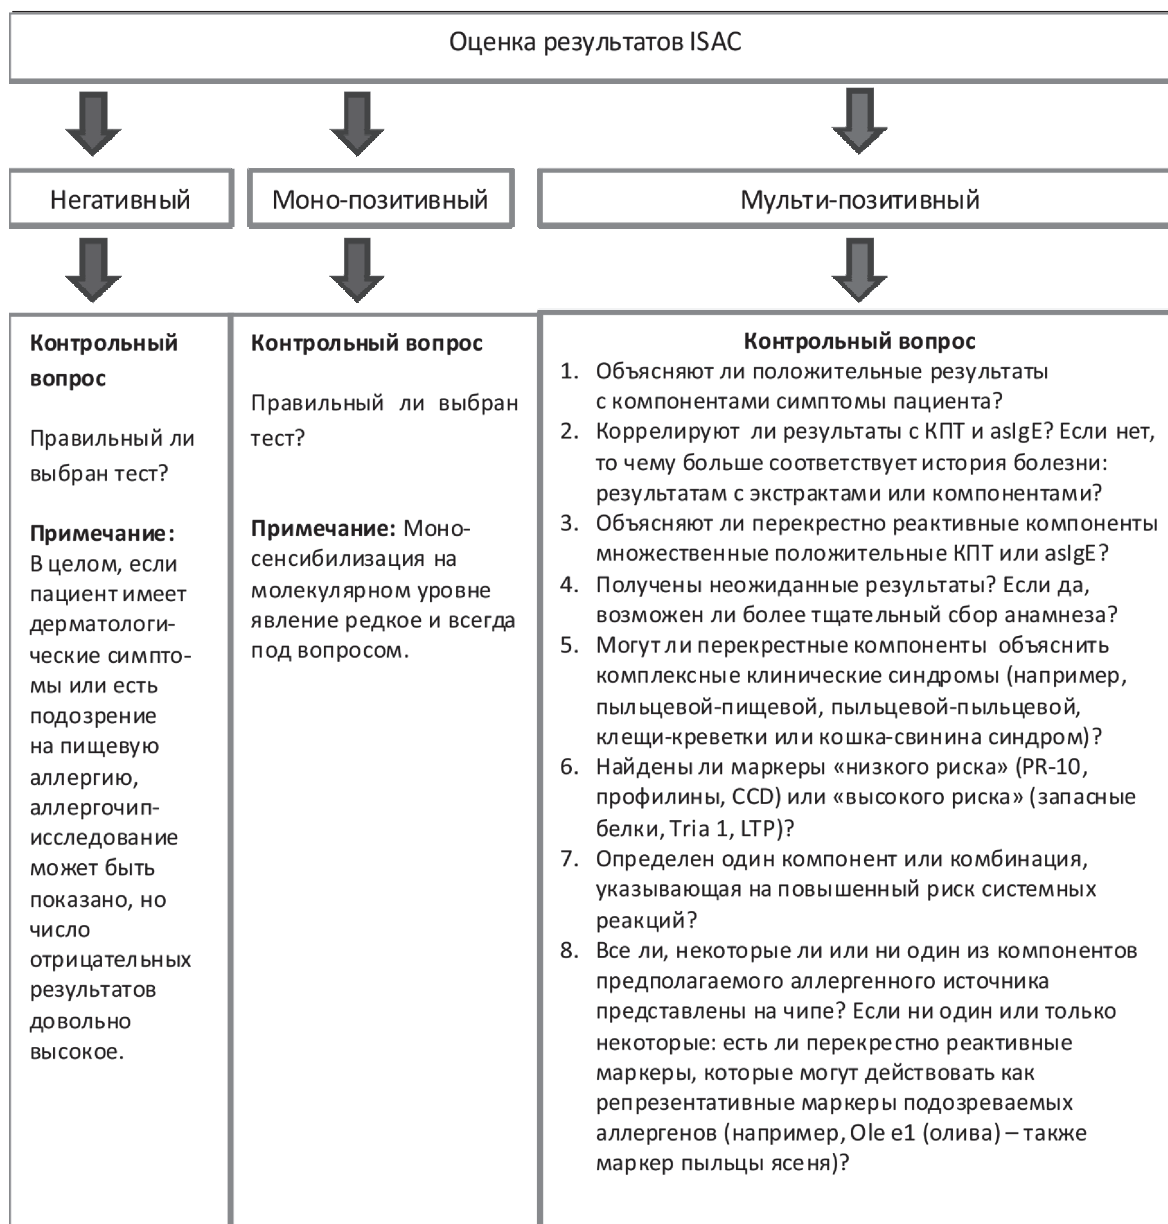 Оценка результатов ISAC
Негативный
Моно-позитивный
Мульти-позитивный
Контрольный
вопрос
Правильный ли
выбран тест?
Примечание:
В целом, если
пациент имеет
дерматологи-
ческие симпто-
мы или есть
подозрение
на пищевую
аллергию,
аллергочип-
исследование
может быть
показано, но
число
отрицательных
результатов
довольно
высокое.
Контрольный вопрос
Правильный ли выбран
тест?
Примечание: Моно-
сенсибилизация на
молекулярном уровне
явление редкое и всегда
под вопросом.
Контрольный вопрос
1. Объясняют ли положительные результаты
с компонентами симптомы пациента?
2. Коррелируют ли результаты с КПТ и asIgE? Если нет,
то чему больше соответствует история болезни:
результатам с экстрактами или компонентами?
3. Объясняют ли перекрестно реактивные компоненты
множественные положительные КПТ или asIgE?
4. Получены неожиданные результаты? Если да,
возможен ли более тщательный сбор анамнеза?
5. Могут ли перекрестные компоненты объяснить
комплексные клинические синдромы (например,
пыльцевой-пищевой, пыльцевой-пыльцевой,
клещи-креветки или кошка-свинина синдром)?
6. Найдены ли маркеры «низкого риска» (PR-10,
профилины, CCD) или «высокого риска» (запасные
белки, Tria 1, LTP)?
7. Определен один компонент или комбинация,
указывающая на повышенный риск системных
реакций?
8. Все ли, некоторые ли или ни один из компонентов
предполагаемого аллергенного источника
представлены на чипе? Если ни один или только
некоторые: есть ли перекрестно реактивные
маркеры, которые могут действовать как
репрезентативные маркеры подозреваемых
аллергенов (например, Ole e1 (олива) – также
маркер пыльцы ясеня)?